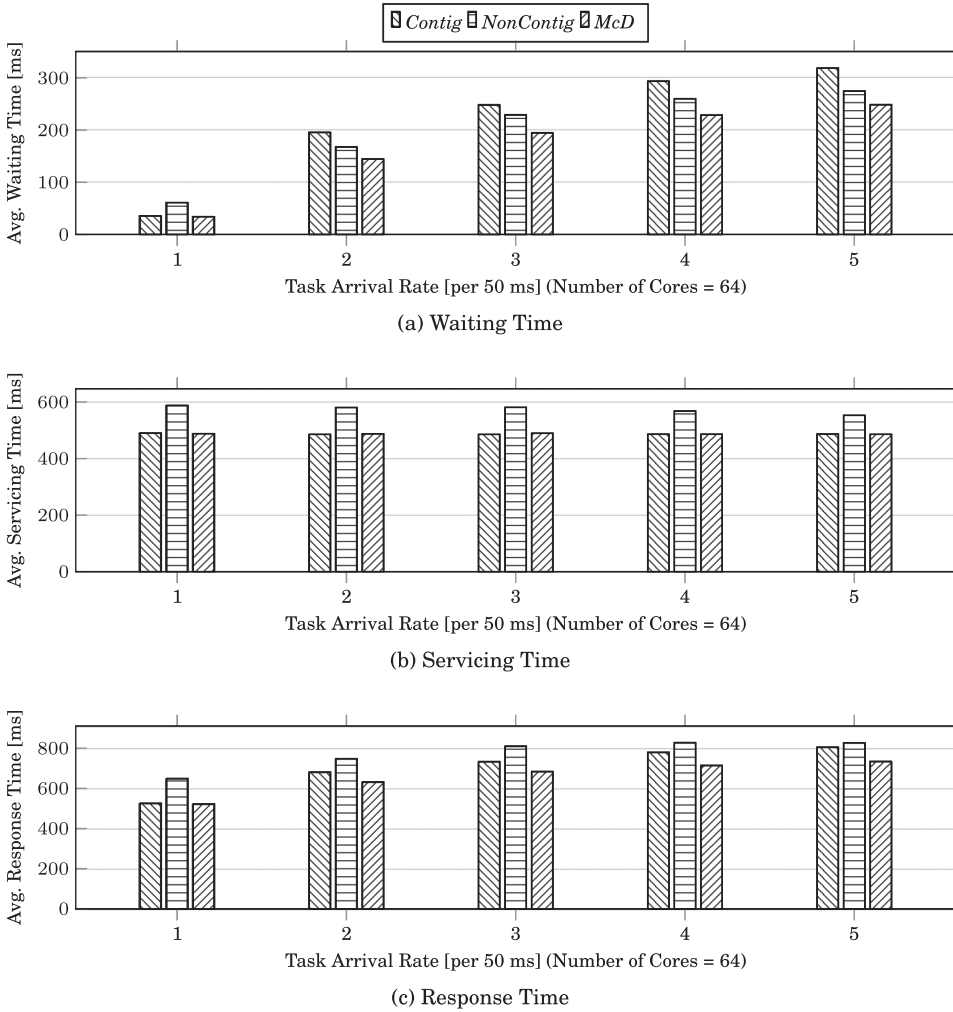 Contig NonContig McD
Avg. Waiting Time [ms]
300
200
100
0
1 2 3 4 5
Task Arrival Rate [per 50 ms] (Number of Cores = 64)
(a) Waiting Time
Avg. Servicing Time [ms]
600
400
200
0
1 2 3 4 5
Task Arrival Rate [per 50 ms] (Number of Cores = 64)
(b) Servicing Time
Avg. Response Time [ms]
800
600
400
200
0
1 2 3 4 5
Task Arrival Rate [per 50 ms] (Number of Cores = 64)
(c) Response Time